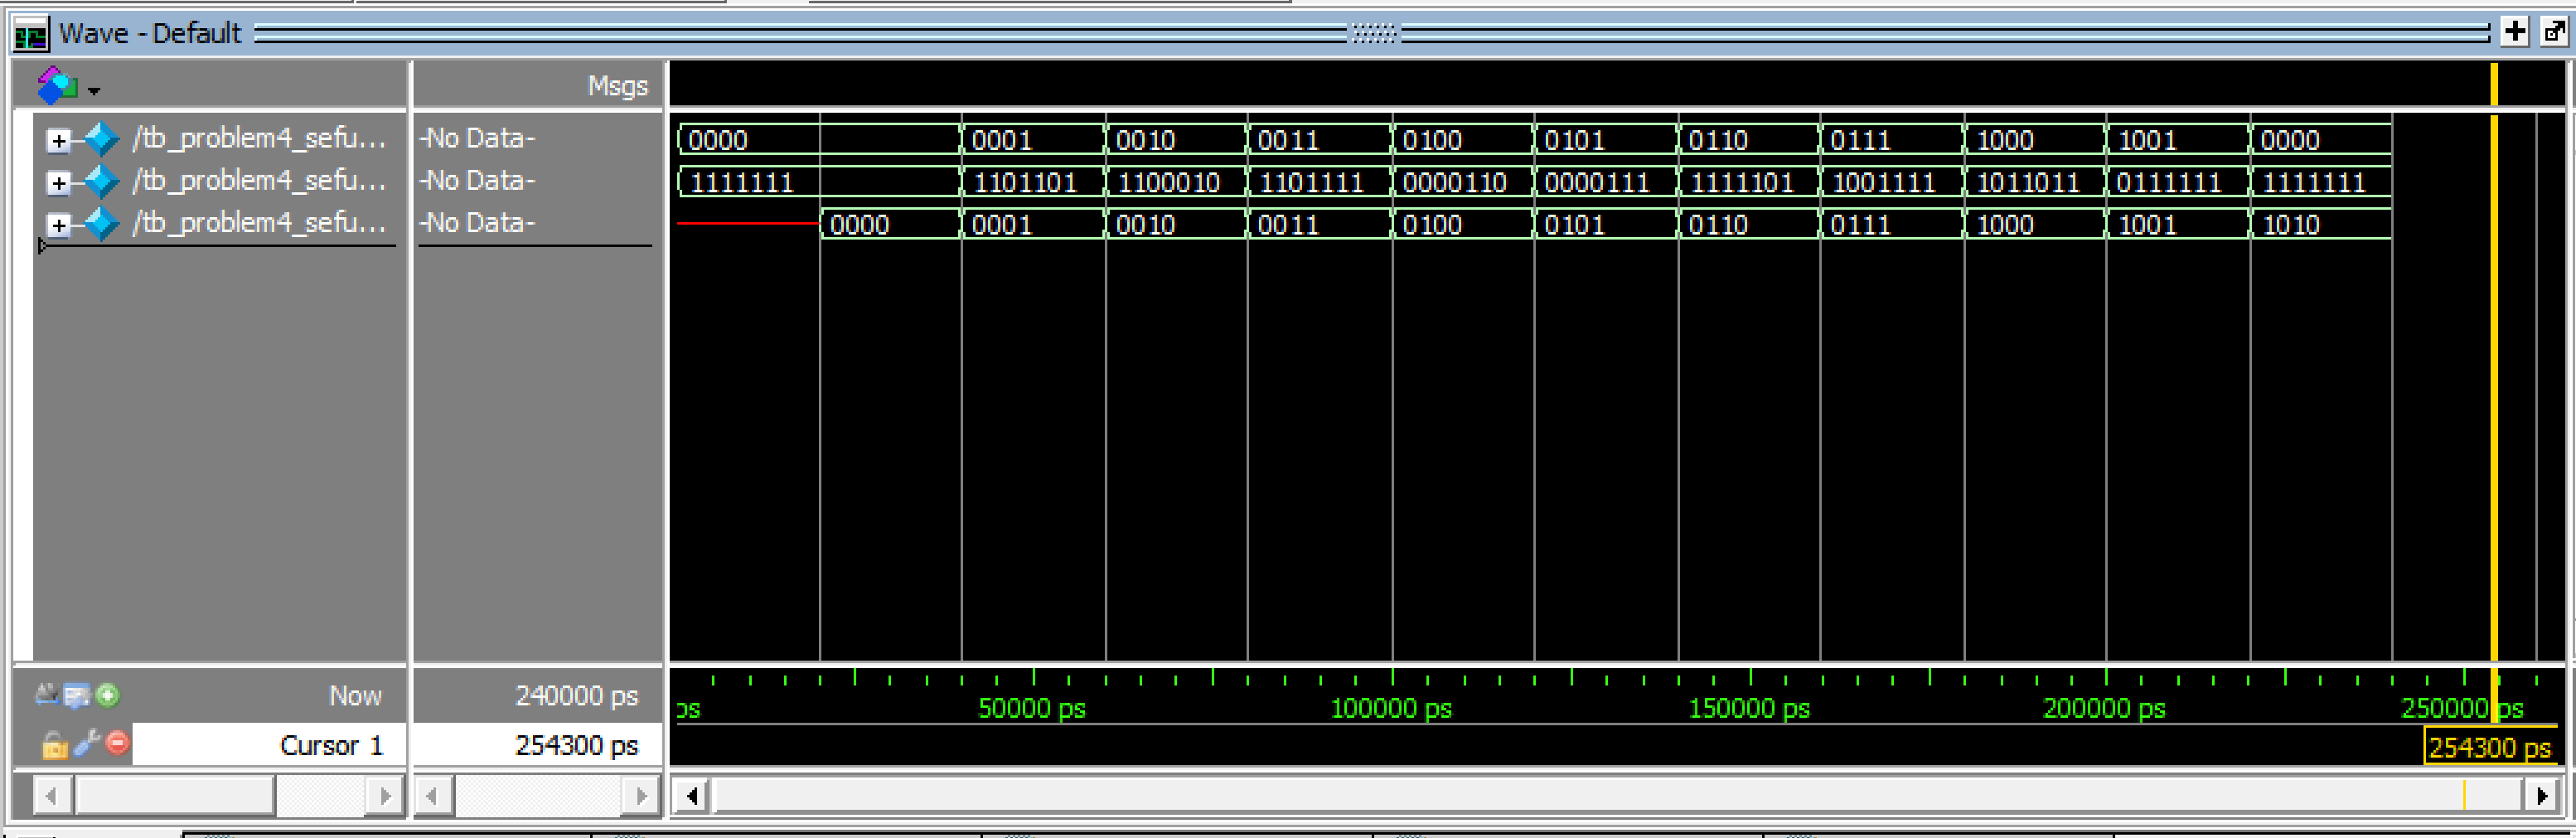 Wave - Default
Msgs
/tb_problem4_sefu... -No Data- 0000 0001 0010 0011 0100 0101 0110 0111 1000 1001 0000
/tb_problem4_sefu... -No Data- 1111111 1101101 1100010 1101111 0000110 0000111 1111101 1001111 1011011 0111111 1111111
/tb_problem4_sefu... -No Data- 0000 0001 0010 0011 0100 0101 0110 0111 1000 1001 1010
Now 240000 ps ps 50000 ps 100000 ps 150000 ps 200000 ps 250000 ps
Cursor 1 254300 ps 254300 ps